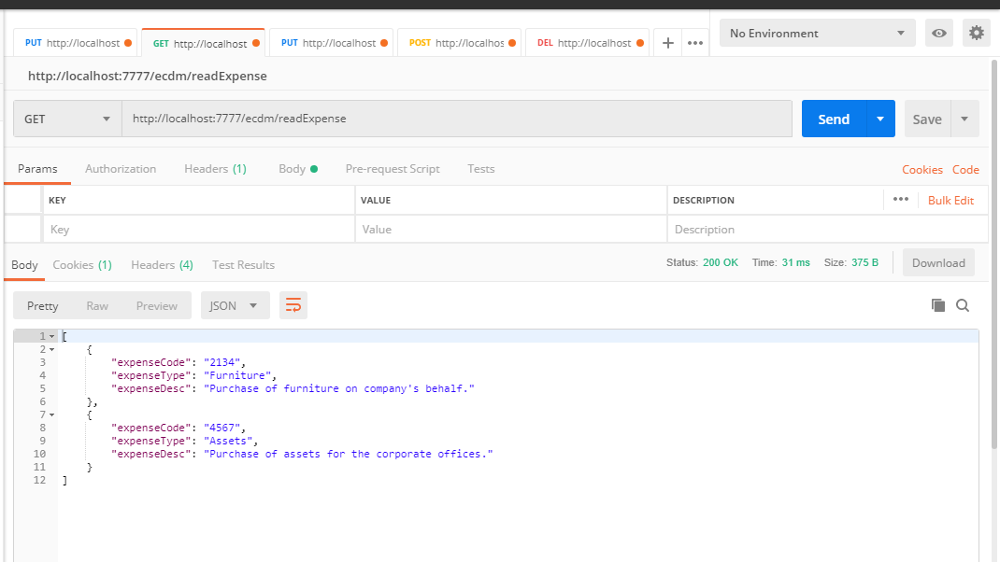 PUT http://localhost GET http://localhost PUT http://localhost POST http://localhos DEL http://localhost + ••• No Environment
http://localhost:7777/ecdm/readExpense
GET http://localhost:7777/ecdm/readExpense Send Save
Params Authorization Headers (1) Body Pre-request Script Tests Cookies Code
KEY VALUE DESCRIPTION ••• Bulk Edit
Key Value Description
Body Cookies (1) Headers (4) Test Results Status: 200 OK Time: 31 ms Size: 375 B Download
Pretty Raw Preview JSON
1 [
2 {
3 "expenseCode": "2134",
4 "expenseType": "Furniture",
5 "expenseDesc": "Purchase of furniture on company's behalf."
6 },
7 {
8 "expenseCode": "4567",
9 "expenseType": "Assets",
10 "expenseDesc": "Purchase of assets for the corporate offices."
11 }
12 ]